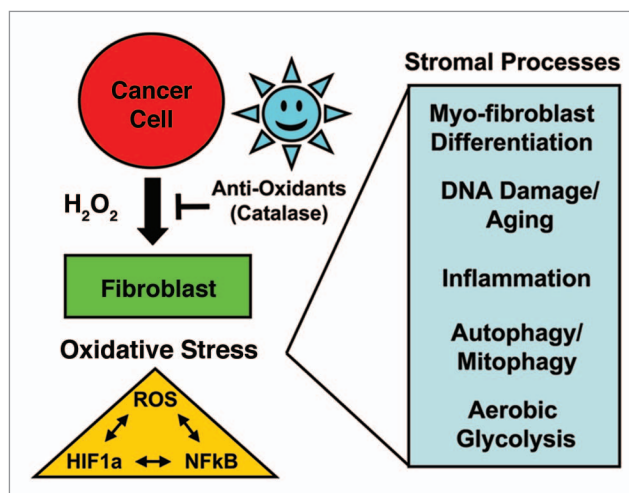 Cancer
Cell
H₂O₂
Anti-Oxidants
(Catalase)
Fibroblast
Oxidative Stress
ROS
HIF1a
NFkB
Stromal Processes
Myo-fibroblast
Differentiation
DNA Damage/
Aging
Inflammation
Autophagy/
Mitophagy
Aerobic
Glycolysis